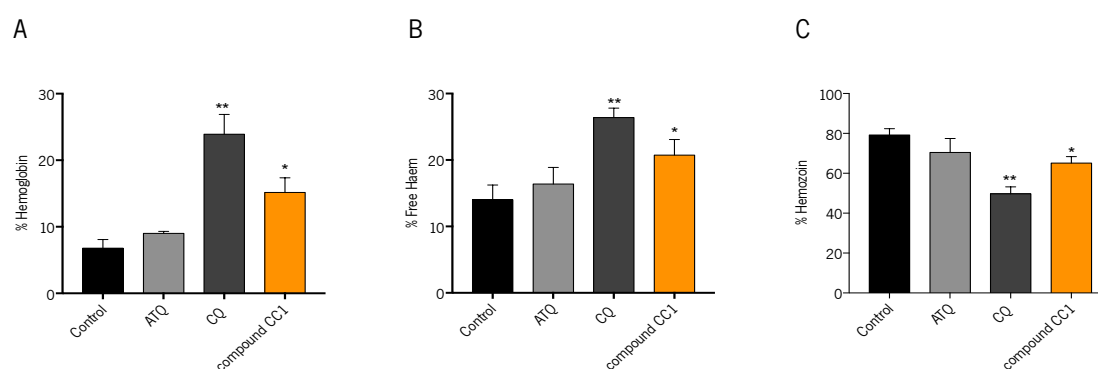 A
B
C
% Hemoglobin
30
20
10
0
**
*
Control
ATQ
CQ
compound CC1
% Free Haem
30
20
10
0
**
*
Control
ATQ
CQ
compound CC1
% Hemozoin
100
80
60
40
20
0
**
*
Control
ATQ
CQ
compound CC1